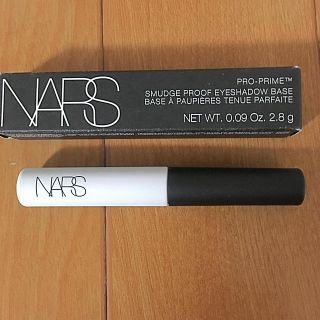 NARS
PRO-PRIME™
SMUDGE PROOF EYESHADOW BASE
BASE À PAUPIÈRES TENUE PARFAITE
NET WT. 0.09 Oz. 2.8 g
NARS